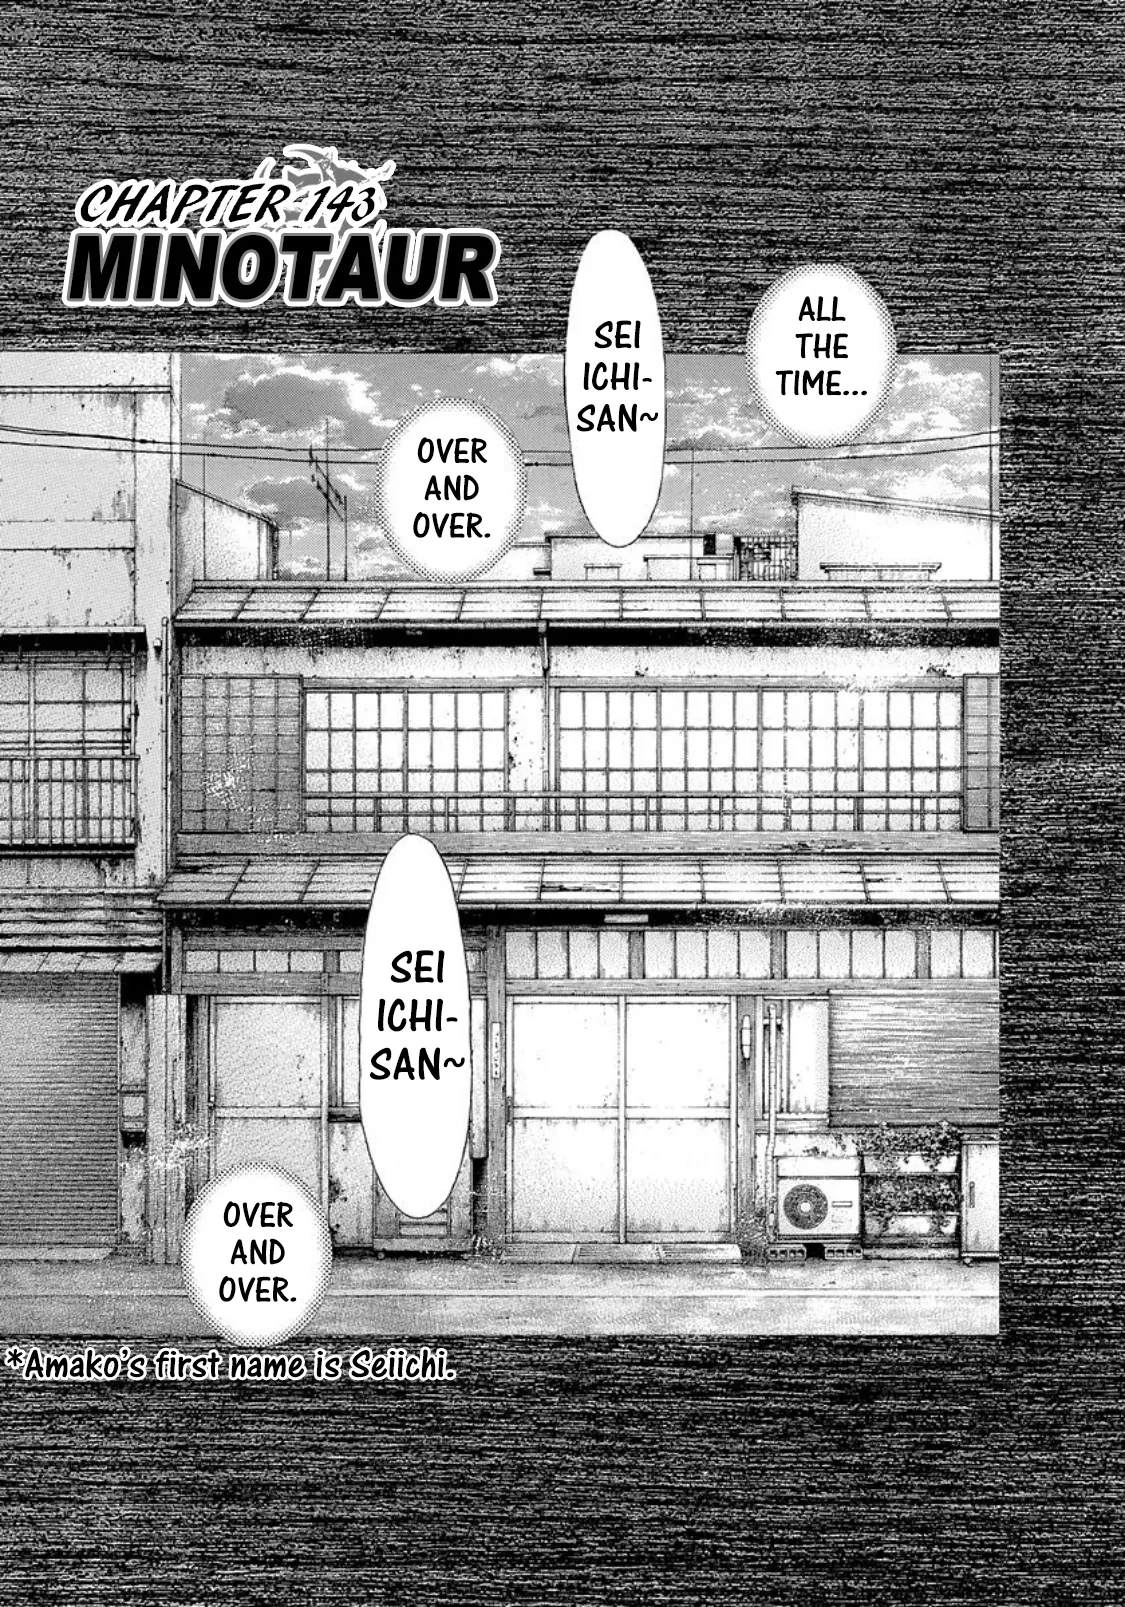 CHAPTER-143
MINOTAUR
ALL
THE
TIME...
SEI
ICHI-
SAN~
OVER
AND
OVER.
SEI
ICHI-
SAN~
OVER
AND
OVER.
*Amako's first name is Seiichi.